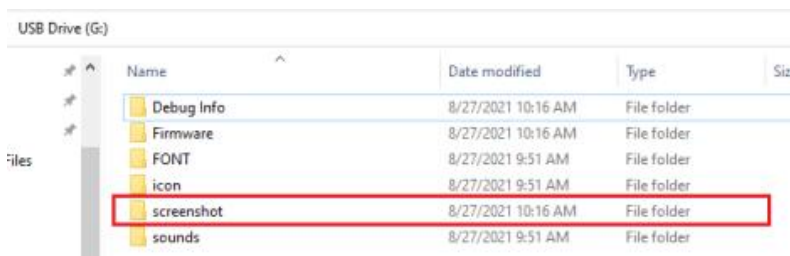 USB Drive (G:)
Name Date modified Type Siz
Debug Info 8/27/2021 10:16 AM File folder
Firmware 8/27/2021 10:16 AM File folder
Files FONT 8/27/2021 9:51 AM File folder
icon 8/27/2021 9:51 AM File folder
screenshot 8/27/2021 10:16 AM File folder
sounds 8/27/2021 9:51 AM File folder